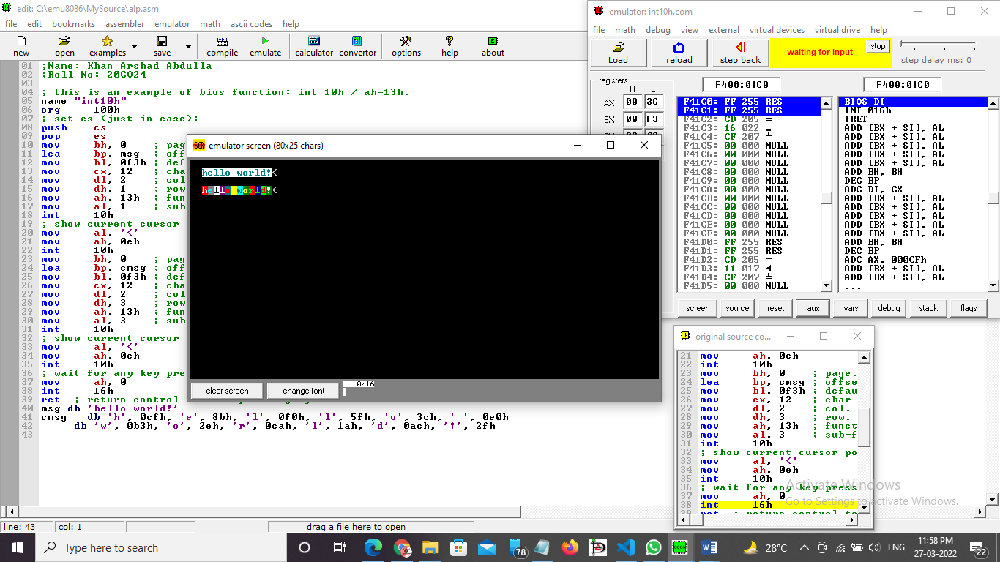 edit: C:\emu8086\MySource\alp.asm
file edit bookmarks assembler emulator math ascii codes help
new open examples save compile emulate calculator convertor options help about
01 ;Name: Khan Arshad Abdulla
02 ;Roll No: 20CO24
03
04 ; this is an example of bios function: int 10h / ah=13h.
05 name "int10h"
06 org 100h
07 ; set es (just in case):
08 push cs
09 pop es
10 mov bh, 0 ; pag
11 lea bp, msg ; off
12 mov bl, 0f3h ; def
13 mov cx, 12 ; cha
14 mov dl, 2 ; col
15 mov dh, 1 ; row
16 mov ah, 13h ; fun
17 mov al, 1 ; sub
18 int 10h
19 ; show current cursor
20 mov al, '<'
21 mov ah, 0eh
22 int 10h
23 mov bh, 0 ; pag
24 lea bp, cmsg ; off
25 mov bl, 0f3h ; def
26 mov cx, 12 ; cha
27 mov dl, 2 ; col
28 mov dh, 3 ; row
29 mov ah, 13h ; fun
30 mov al, 3 ; sub
31 int 10h
32 ; show current cursor
33 mov al, '<'
34 mov ah, 0eh
35 int 10h
36 ; wait for any key pre
37 mov ah, 0
38 int 16h
39 ret ; return control
40 msg db 'hello world!'
41 cmsg db 'h', 0cfh, 'e', 8bh, 'l', 0f0h, 'l', 5fh, 'o', 3ch, ' ', 0e0h
42 db 'w', 0b3h, 'o', 2eh, 'r', 0cah, 'l', 1ah, 'd', 0ach, '!', 2fh
43
line: 43 col: 1 drag a file here to open
emulator screen (80x25 chars)
hello world!<
hello world!<
clear screen change font 0/16
emulator: int10h.com
file math debug view external virtual devices virtual drive help
Load reload step back waiting for input stop step delay ms: 0
registers F400:01C0 F400:01C0
H L
AX 00 3C
BX 00 F3
F41C0: FF 255 RES
F41C1: FF 255 RES
F41C2: CD 205 =
F41C3: 16 022 ▬
F41C4: CF 207 ╧
F41C5: 00 000 NULL
F41C6: 00 000 NULL
F41C7: 00 000 NULL
F41C8: 00 000 NULL
F41C9: 00 000 NULL
F41CA: 00 000 NULL
F41CB: 00 000 NULL
F41CC: 00 000 NULL
F41CD: 00 000 NULL
F41CE: 00 000 NULL
F41CF: 00 000 NULL
F41D0: FF 255 RES
F41D1: FF 255 RES
F41D2: CD 205 =
F41D3: 11 017 ◄
F41D4: CF 207 ╧
F41D5: 00 000 NULL
BIOS DI
INT 016h
IRET
ADD [BX + SI], AL
ADD [BX + SI], AL
ADD [BX + SI], AL
ADD [BX + SI], AL
ADD [BX + SI], AL
ADD BH, BH
DEC BP
ADC DI, CX
ADD [BX + SI], AL
ADD [BX + SI], AL
ADD [BX + SI], AL
ADD [BX + SI], AL
ADD [BX + SI], AL
ADD BH, BH
DEC BP
ADC AX, 000CFh
ADD [BX + SI], AL
ADD [BX + SI], AL
...
screen source reset aux vars debug stack flags
original source co...
21 mov ah, 0eh
22 int 10h
23 mov bh, 0 ; page.
24 lea bp, cmsg ; offse
25 mov bl, 0f3h ; defau
26 mov cx, 12 ; char
27 mov dl, 2 ; col.
28 mov dh, 3 ; row.
29 mov ah, 13h ; funct
30 mov al, 3 ; sub-f
31 int 10h
32 ; show current cursor po
33 mov al, '<'
34 mov ah, 0eh
35 int 10h
36 ; wait for any key press
37 mov ah, 0
38 int 16h
Activate Windows
Go to Settings to activate Windows.
Type here to search 78 28°C ENG 11:58 PM
27-03-2022 22